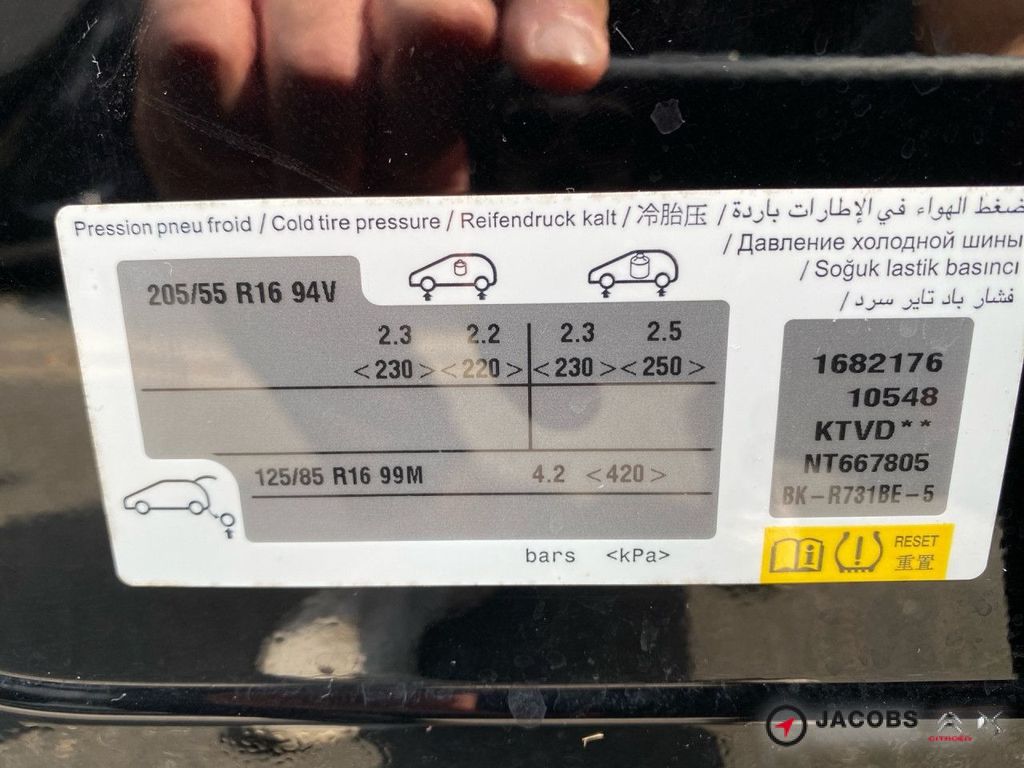 Pression pneu froid / Cold tire pressure / Reifendruck kalt / 冷胎压 / ضغط الهواء في الإطارات باردة
/ Давление холодной шины
/ Soğuk lastik basıncı
/ فشار باد تایر سرد
205/55 R16 94V
2.3 2.2 2.3 2.5
<230> <220> <230> <250>
125/85 R16 99M 4.2 <420>
bars <kPa>
1682176
10548
KTVD**
NT667805
BK-R731BE-5
RESET
重置
JACOBS
CITROËN